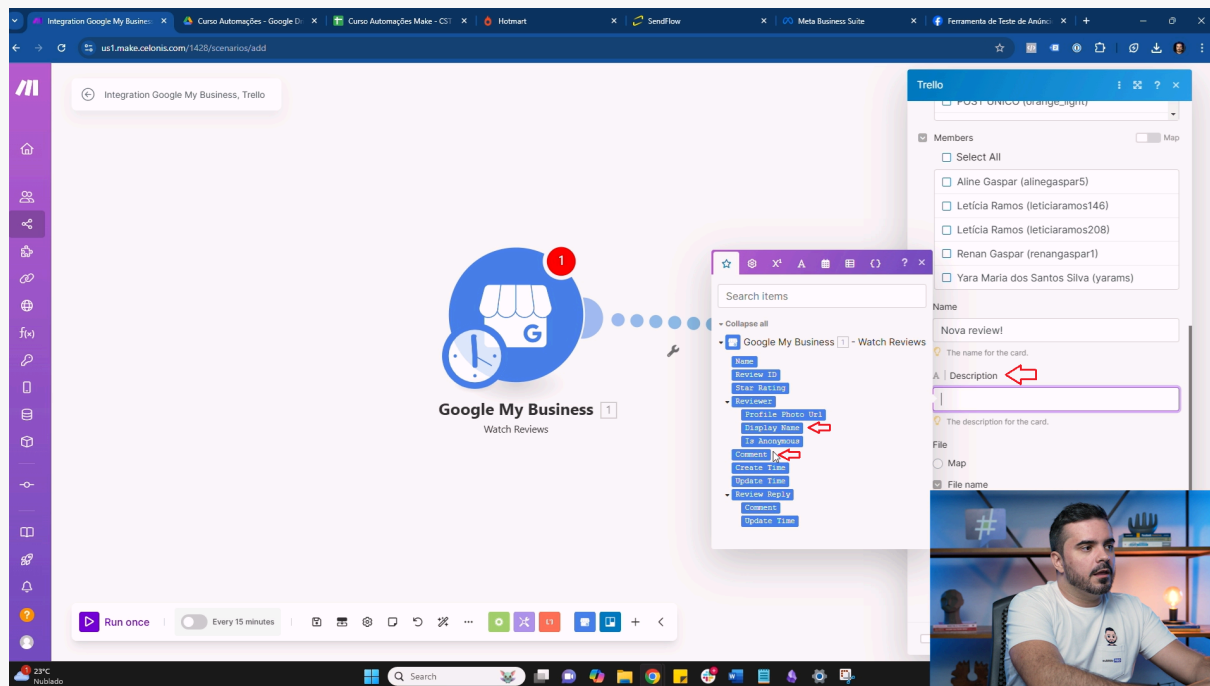 Integration Google My Business
Curso Automações - Google Dr
Curso Automações Make - CST
Hotmart
SendFlow
Meta Business Suite
Ferramenta de Teste de Anúnci
us1.make.celonis.com/1428/scenarios/add
Integration Google My Business, Trello
Trello
POST ÚNICO (orange_light)
Members
Map
Select All
Aline Gaspar (alinegaspar5)
Letícia Ramos (leticiaramos146)
Letícia Ramos (leticiaramos208)
Renan Gaspar (renangaspar1)
Yara Maria dos Santos Silva (yarams)
Name
Nova review!
The name for the card.
A | Description
The description for the card.
File
Map
File name
1
Google My Business 1
Watch Reviews
Search items
Collapse all
Google My Business 1 - Watch Reviews
Name
Review ID
Star Rating
Reviewer
Profile Photo Url
Display Name
Is Anonymous
Comment
Create Time
Update Time
Review Reply
Comment
Update Time
Run once
Every 15 minutes
23°C
Nublado
Search